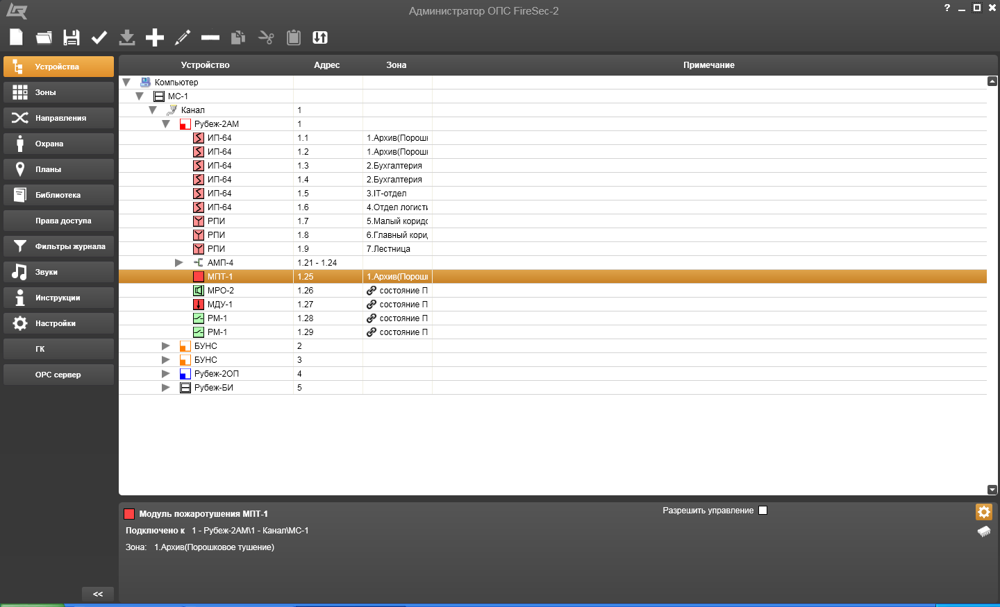 Администратор ОПС FireSec-2
?
Устройства
Зоны
Направления
Охрана
Планы
Библиотека
Права доступа
Фильтры журнала
Звуки
Инструкции
Настройки
ГК
OPC сервер
<<
Устройство Адрес Зона Примечание
Компьютер
МС-1
Канал 1
Рубеж-2АМ 1
ИП-64 1.1 1.Архив(Порош
ИП-64 1.2 1.Архив(Порош
ИП-64 1.3 2.Бухгалтерия
ИП-64 1.4 2.Бухгалтерия
ИП-64 1.5 3.IT-отдел
ИП-64 1.6 4.Отдел логисти
РПИ 1.7 5.Малый коридо
РПИ 1.8 6.Главный кори
РПИ 1.9 7.Лестница
АМП-4 1.21 - 1.24
МПТ-1 1.25 1.Архив(Порош
МРО-2 1.26 состояние П
МДУ-1 1.27 состояние П
РМ-1 1.28 состояние П
РМ-1 1.29 состояние П
БУНС 2
БУНС 3
Рубеж-2ОП 4
Рубеж-БИ 5
Модуль пожаротушения МПТ-1 Разрешить управление
Подключено к 1 - Рубеж-2АМ\1 - Канал\МС-1
Зона: 1.Архив(Порошковое тушение)